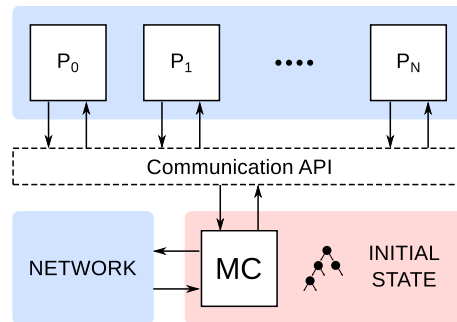 P0 P1 PN
Communication API
NETWORK
MC
INITIAL
STATE